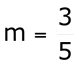 m = 3/5